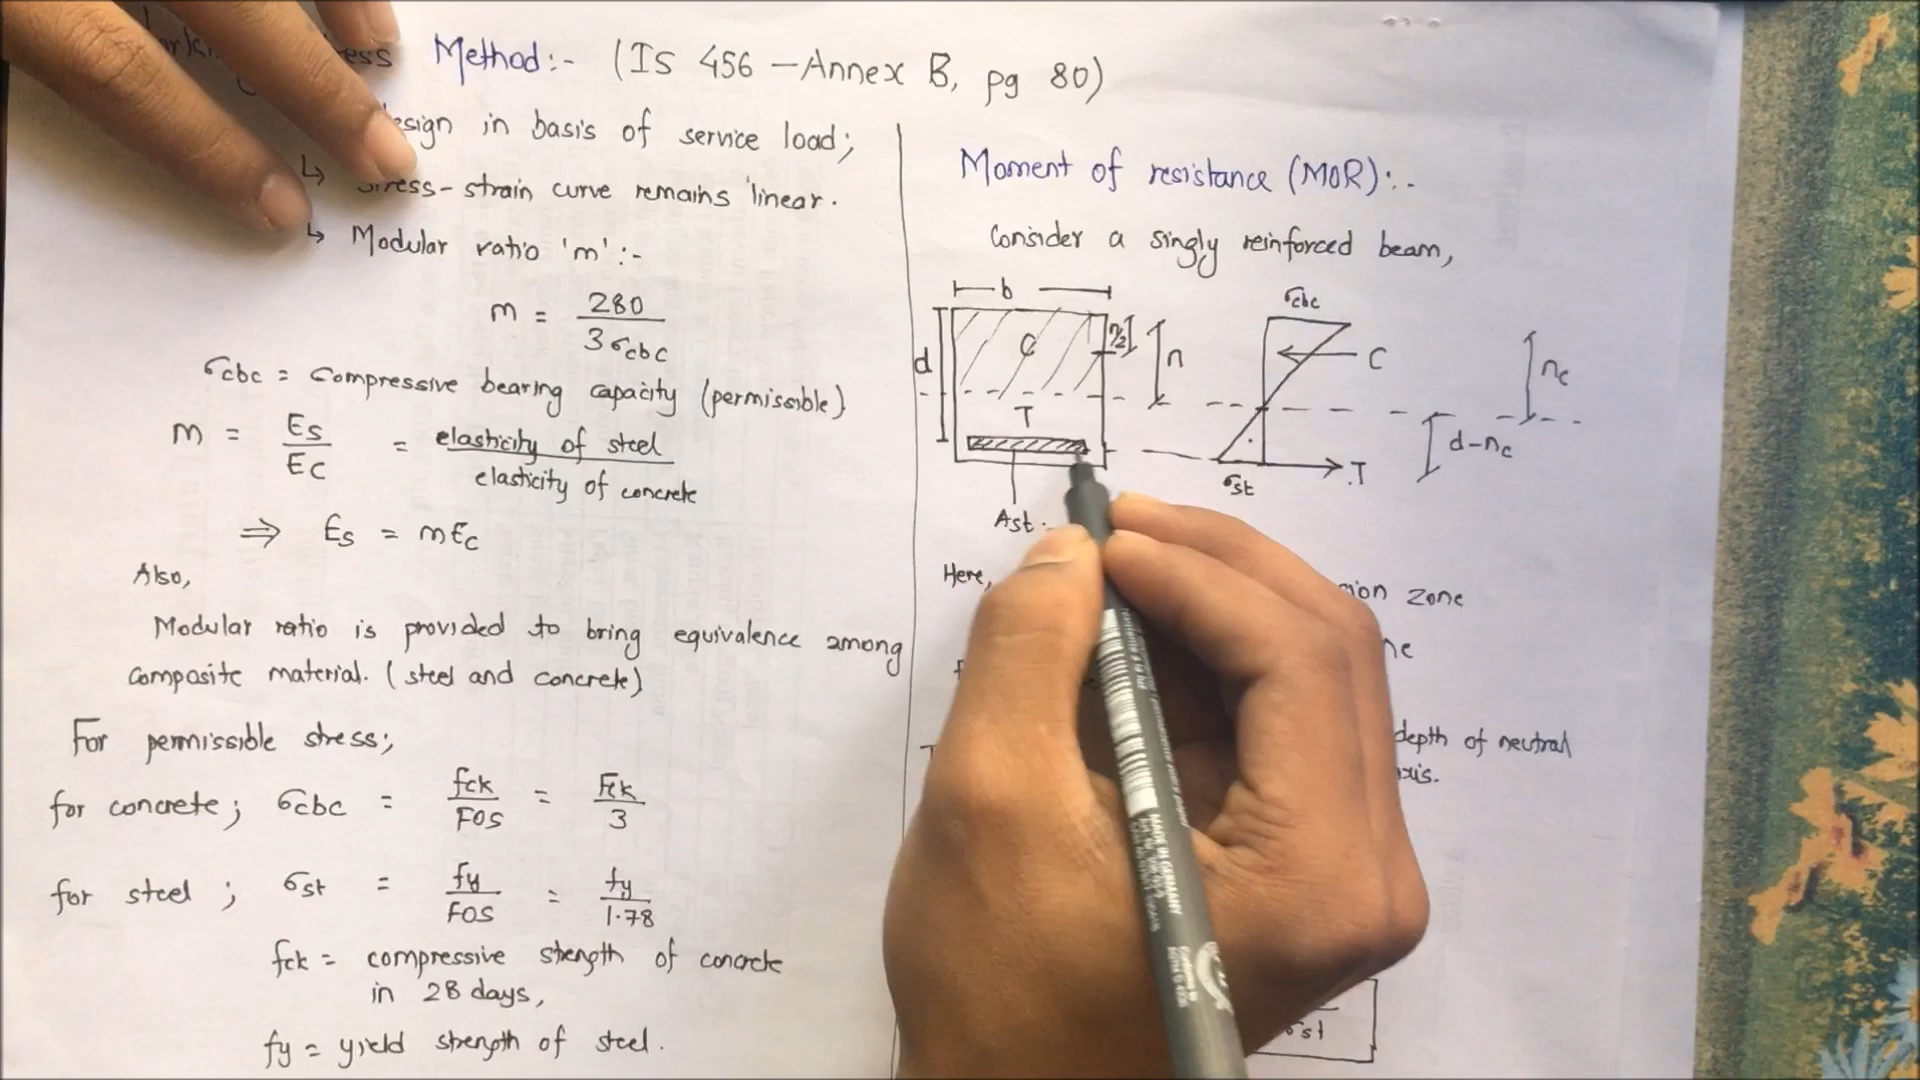 Method:- (IS 456 - Annex B, pg 80)
design in basis of service load;
↳ stress-strain curve remains 'linear.
↳ Modular ratio 'm':-
m = 280 / 3σcbc
σcbc = compressive bearing capacity (permissible)
m = Es / Ec = elasticity of steel / elasticity of concrete
⇒ Es = mEc
Also,
Modular ratio is provided to bring equivalence among
composite material. (steel and concrete)
For permissible stress;
for concrete; σcbc = fck / FOS = Fck / 3
for steel; σst = fy / FOS = fy / 1.78
fck = compressive strength of concrete
in 28 days,
fy = yield strength of steel.
Moment of resistance (MOR):-
Consider a singly reinforced beam,
b
d
C
T
n/2
n
Ast
σcbc
C
σst
T
nc
d-nc
Here,
zone
depth of neutral
σst
MADE IN GERMANY